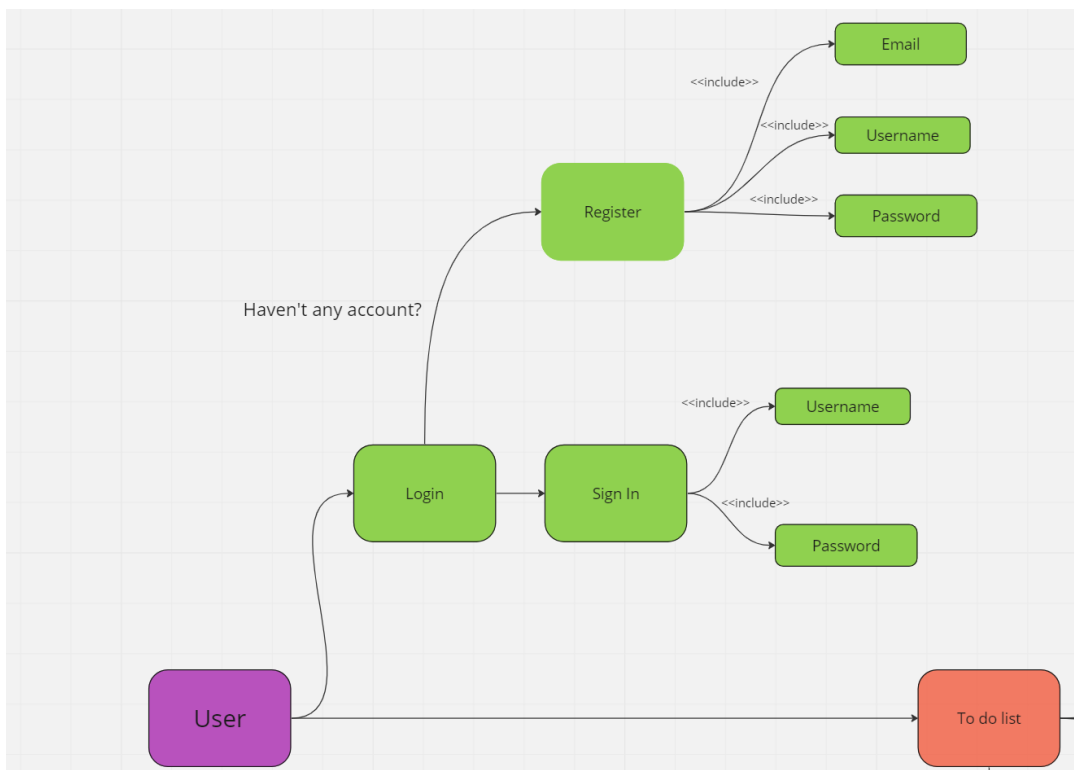 Email
<<include>>
<<include>>
Username
<<include>>
Register
Password
Haven't any account?
<<include>>
Username
Login
Sign In
<<include>>
Password
User
To do list